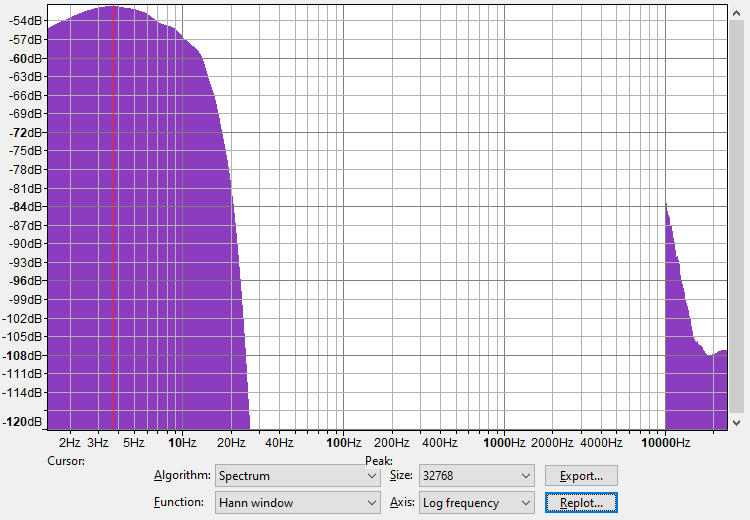 -54dB
-57dB
-60dB
-63dB
-66dB
-69dB
-72dB
-75dB
-78dB
-81dB
-84dB
-87dB
-90dB
-93dB
-96dB
-99dB
-102dB
-105dB
-108dB
-111dB
-114dB
-120dB
2Hz 3Hz 5Hz 10Hz 20Hz 30Hz 100Hz 200Hz 300Hz 1000Hz 2000Hz 4000Hz 10000Hz
Cursor: Peak:
Algorithm: Spectrum Size: 32768 Export...
Function: Hann window Axis: Log frequency Replot...